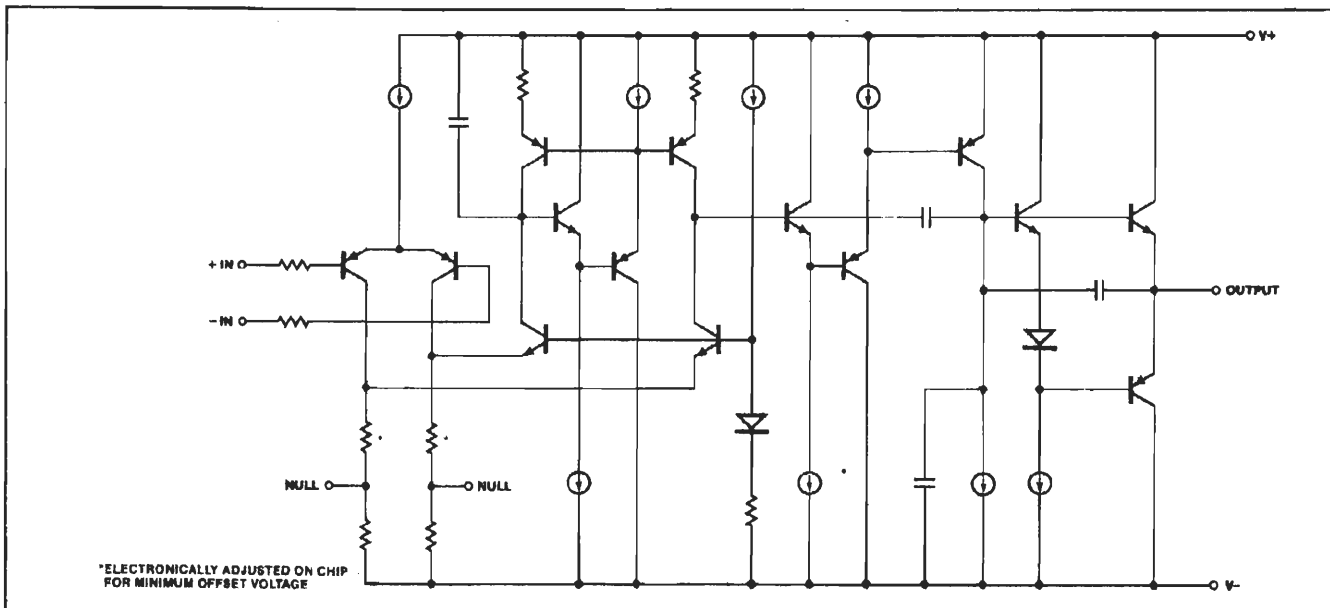 V+
+ IN
- IN
OUTPUT
NULL
NULL
*ELECTRONICALLY ADJUSTED ON CHIP
FOR MINIMUM OFFSET VOLTAGE
V-